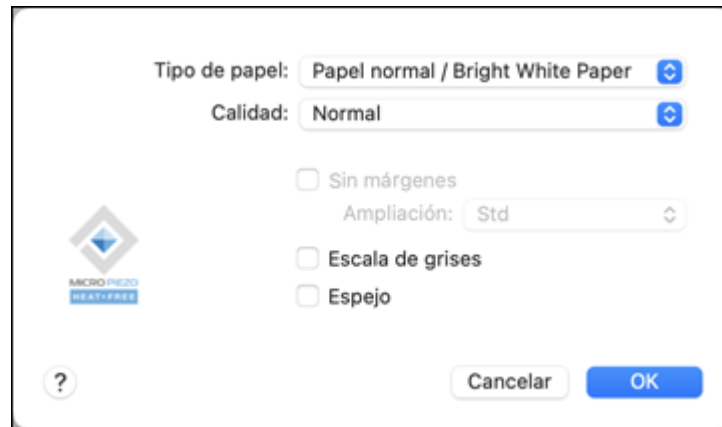 Tipo de papel: Papel normal / Bright White Paper
Calidad: Normal
Sin márgenes
Ampliación: Std
Escala de grises
Espejo
MICRO PIEZO
HEAT-FREE
? Cancelar OK